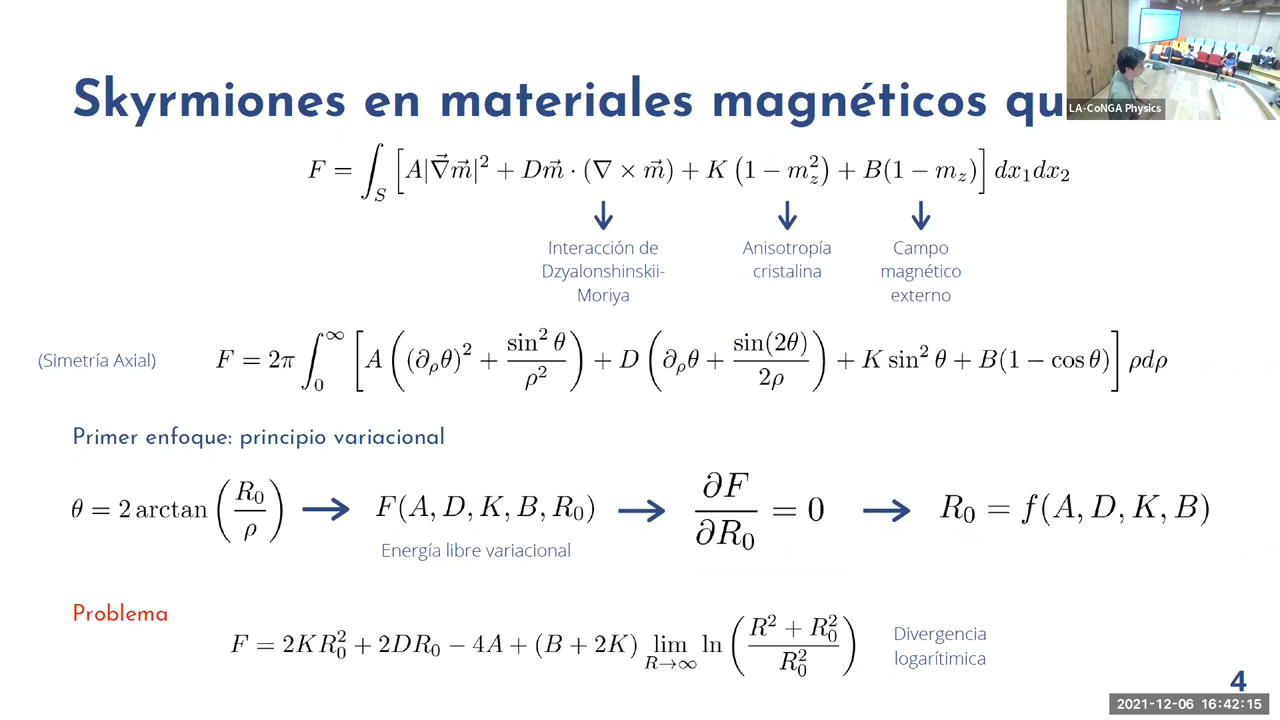 Skyrmiones en materiales magnéticos qu
LA-CoNGA Physics
F = ∫_S [A|∇⃗m⃗|² + Dm⃗ · (∇ × m⃗) + K (1 − m_z²) + B(1 − m_z)] dx₁dx₂
Interacción de
Dzyalonshinskii-
Moriya
Anisotropía
cristalina
Campo
magnético
externo
(Simetría Axial)
F = 2π ∫₀^∞ [A ((∂_ρθ)² + sin² θ / ρ²) + D (∂_ρθ + sin(2θ) / 2ρ) + K sin² θ + B(1 − cos θ)] ρdρ
Primer enfoque: principio variacional
θ = 2 arctan (R₀ / ρ) → F(A, D, K, B, R₀) → ∂F / ∂R₀ = 0 → R₀ = f(A, D, K, B)
Energía libre variacional
Problema
F = 2KR₀² + 2DR₀ − 4A + (B + 2K) lim_{R→∞} ln ((R² + R₀²) / R₀²)
Divergencia
logarítimica
4
2021-12-06 16:42:15